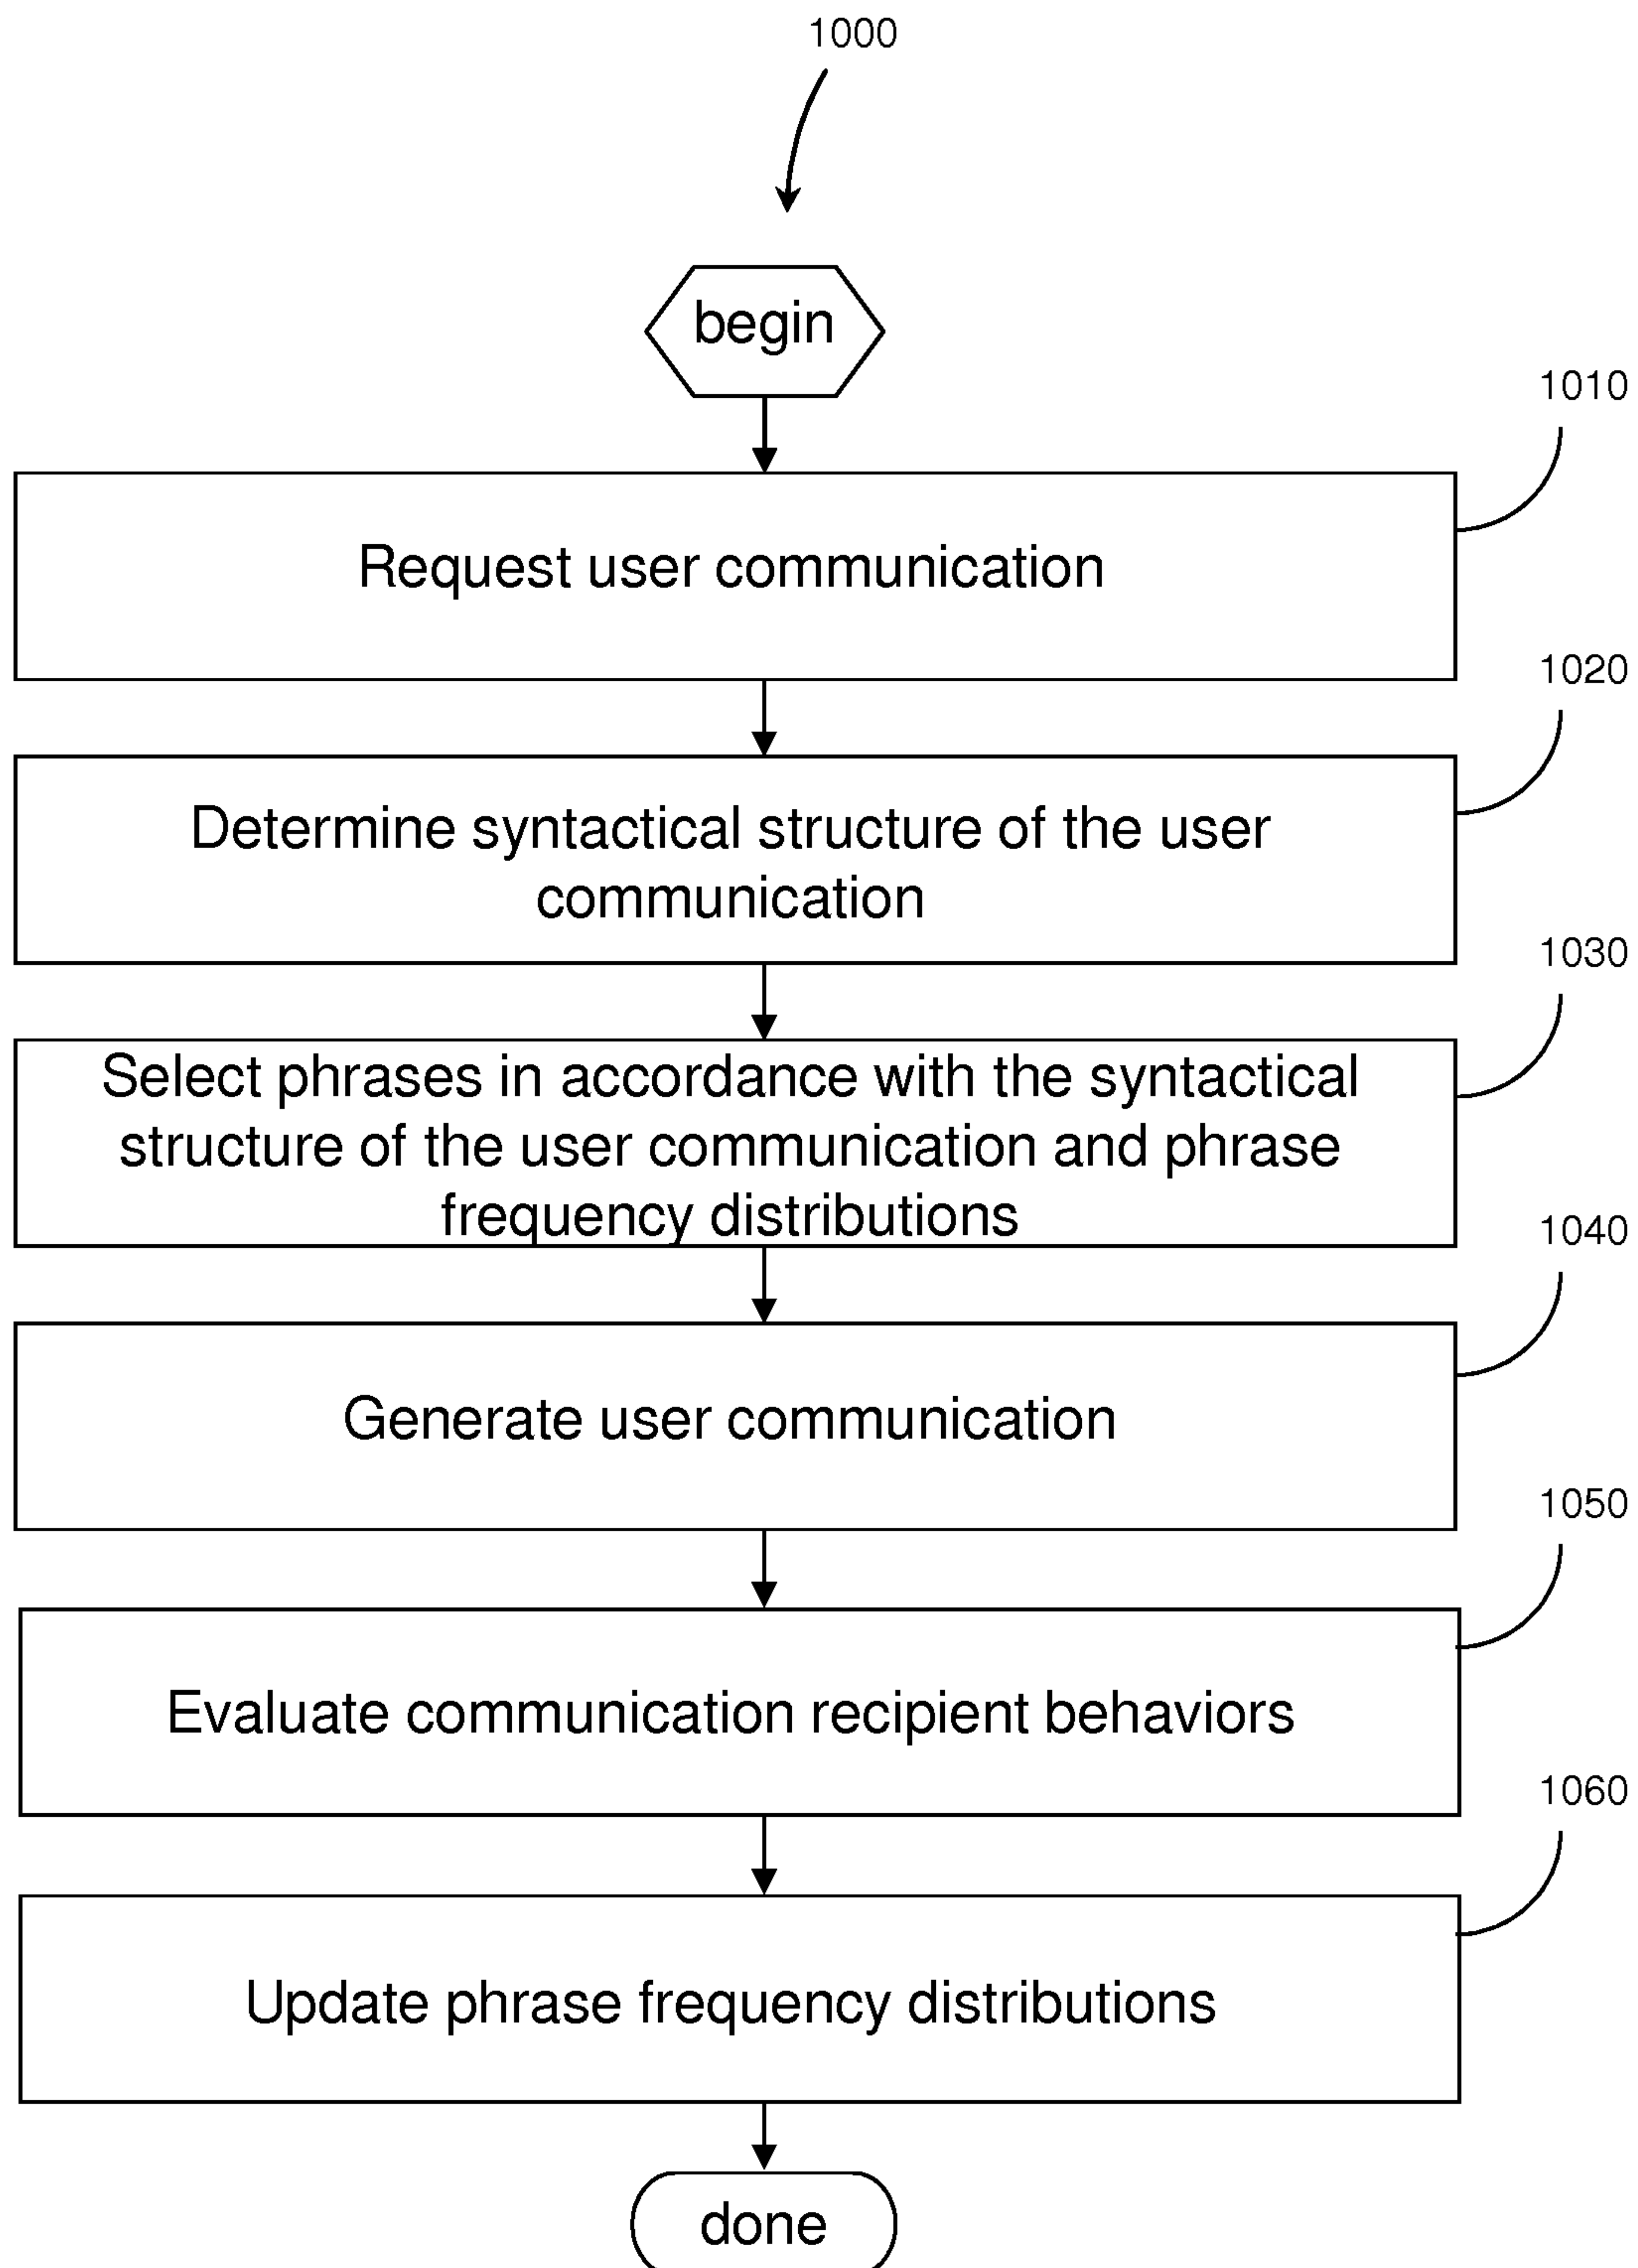 1000
begin
1010
Request user communication
1020
Determine syntactical structure of the user
communication
1030
Select phrases in accordance with the syntactical
structure of the user communication and phrase
frequency distributions
1040
Generate user communication
1050
Evaluate communication recipient behaviors
1060
Update phrase frequency distributions
done